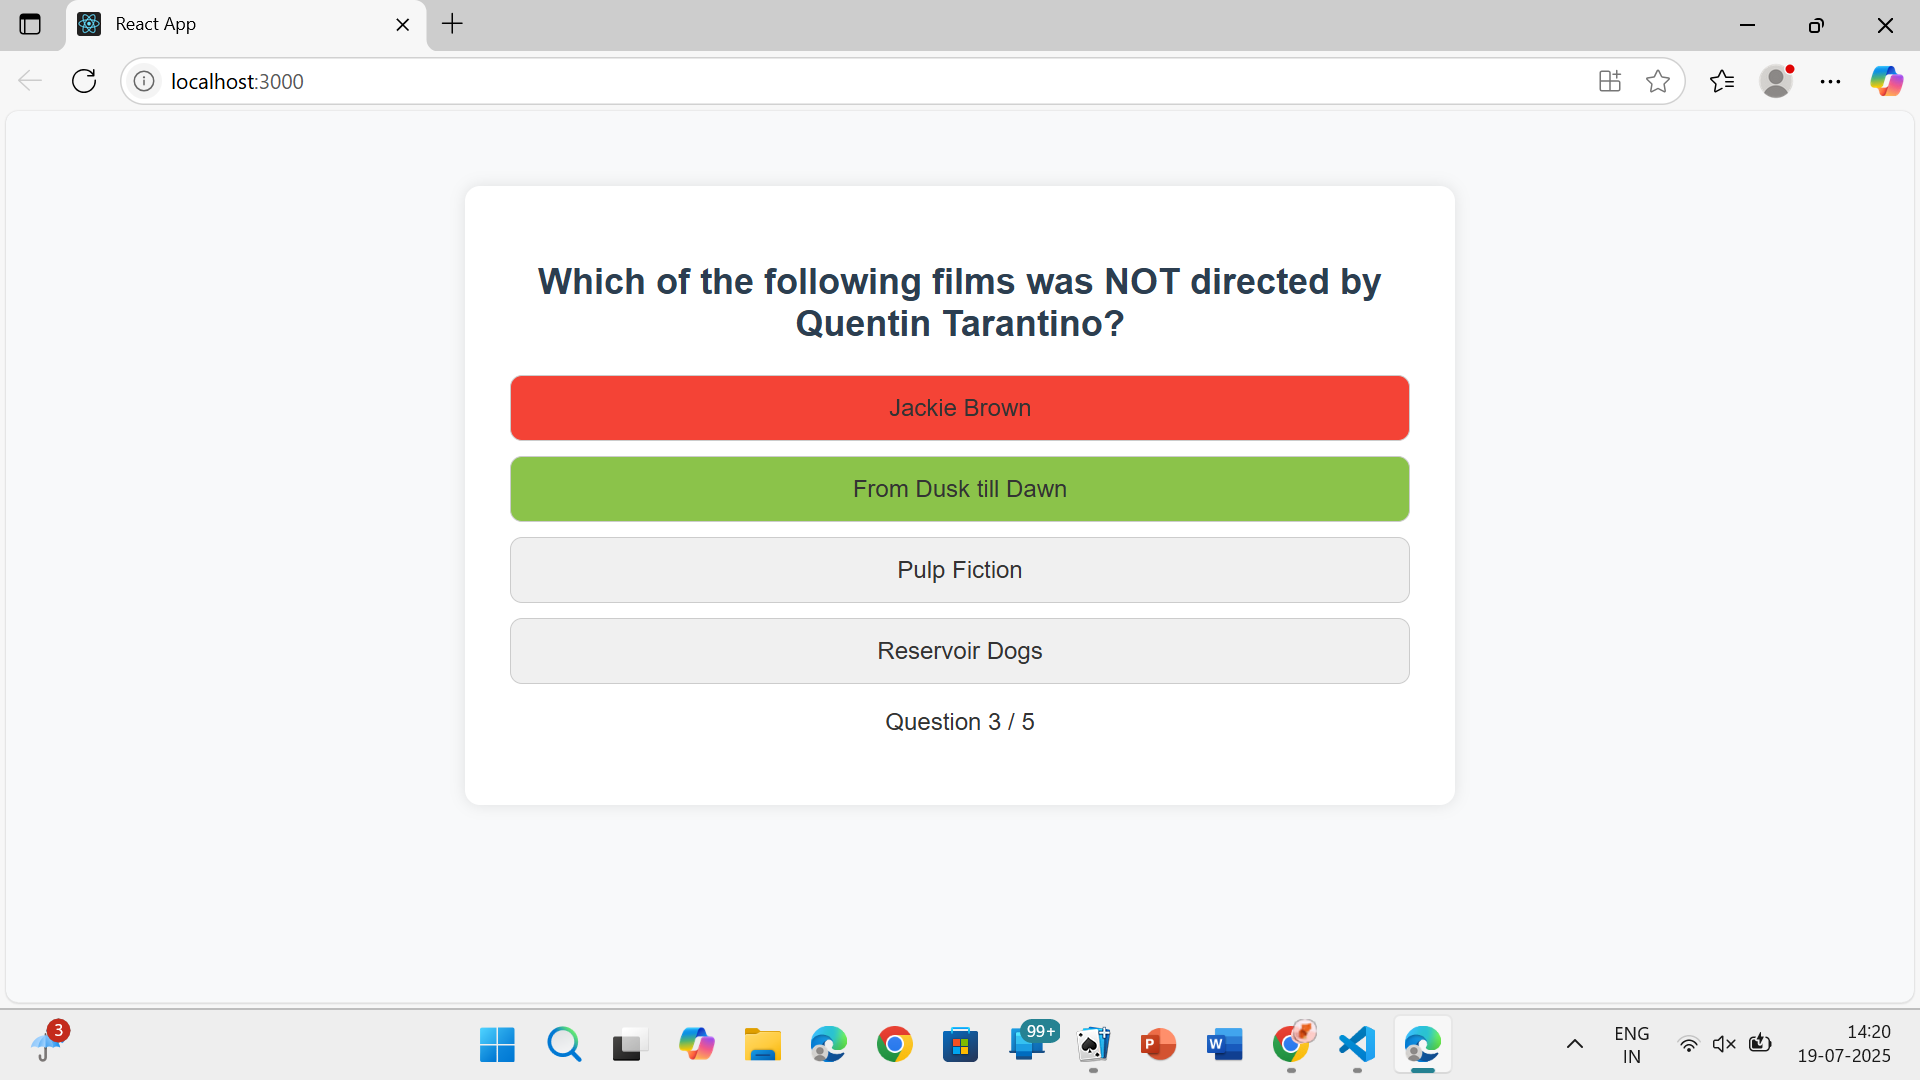 React App
localhost:3000
Which of the following films was NOT directed by
Quentin Tarantino?
Jackie Brown
From Dusk till Dawn
Pulp Fiction
Reservoir Dogs
Question 3 / 5
3
99+
P
W
ENG
IN
14:20
19-07-2025